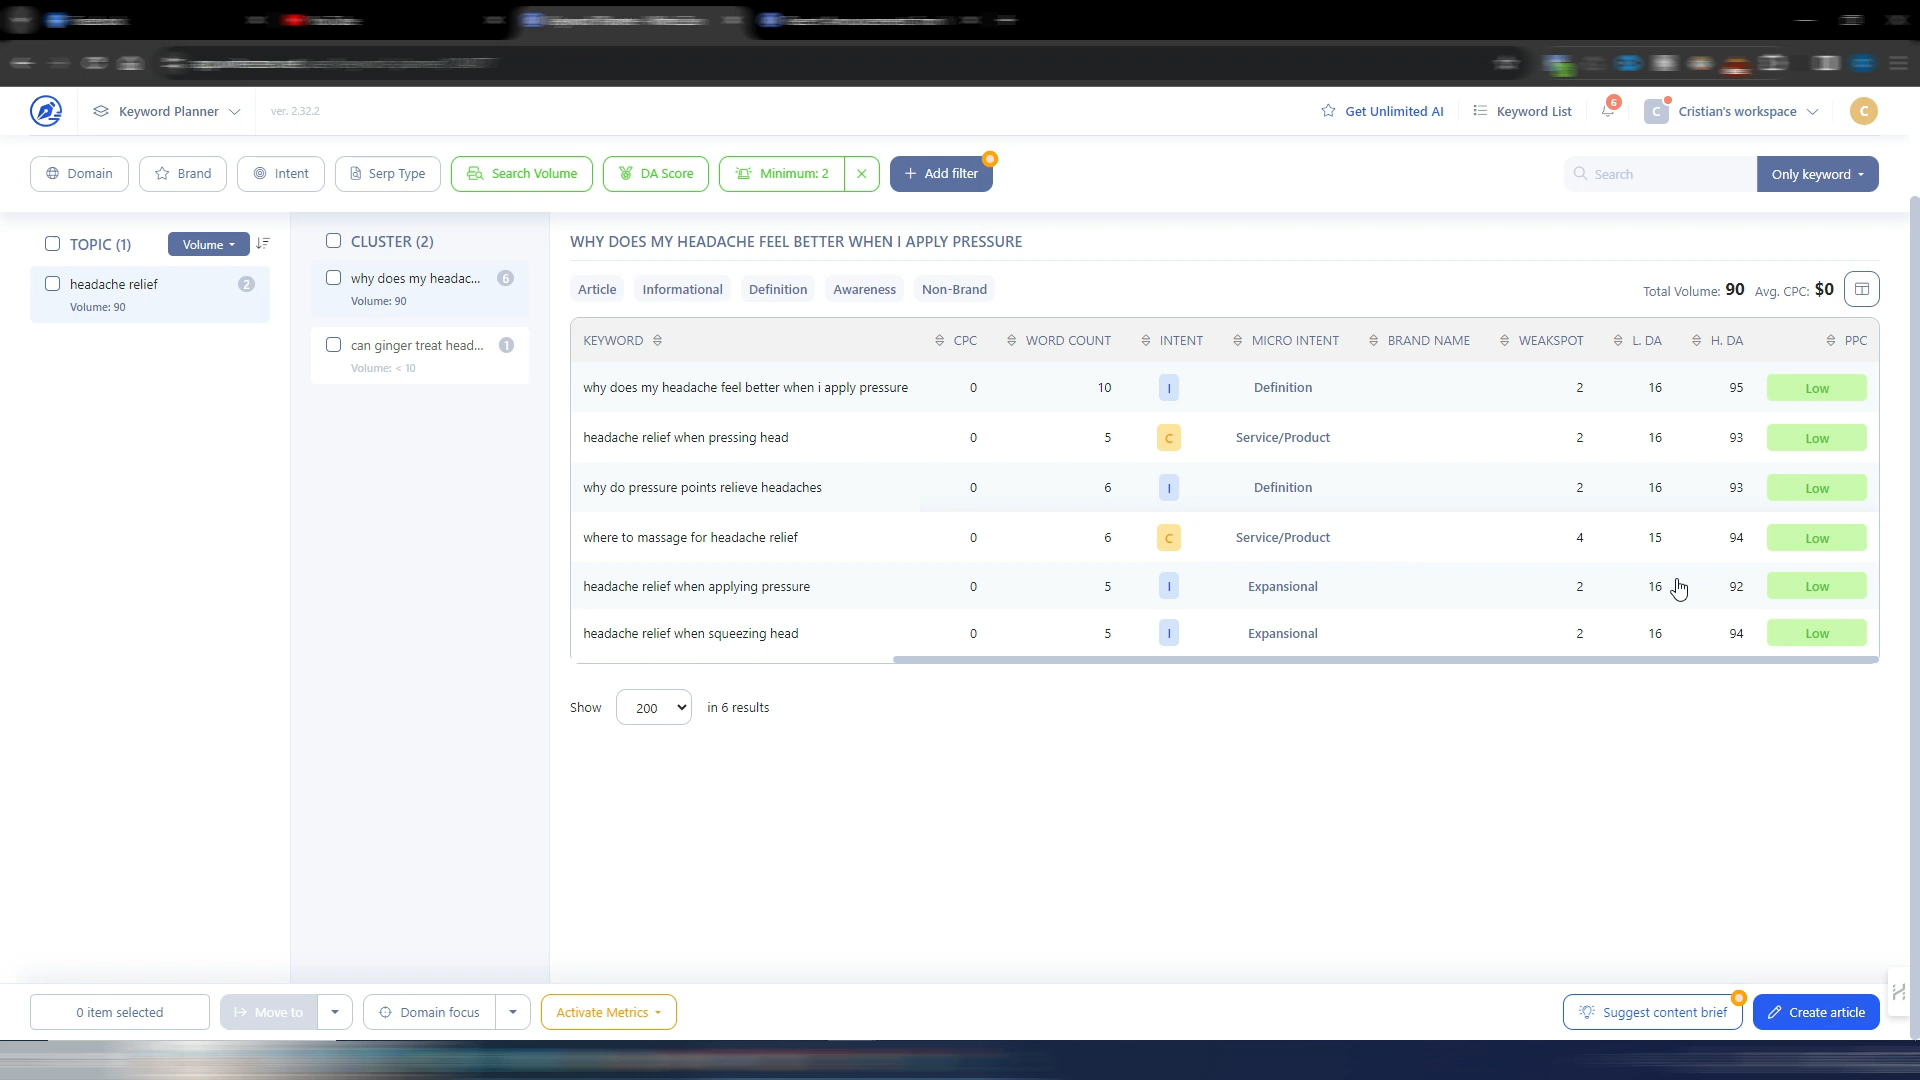 Keyword Planner
ver. 2.32.2
Get Unlimited AI
Keyword List
6
C
Cristian's workspace
C
Domain
Brand
Intent
Serp Type
Search Volume
DA Score
Minimum: 2
Add filter
Search
Only keyword
TOPIC (1)
Volume
headache relief
2
Volume: 90
CLUSTER (2)
why does my headac...
6
Volume: 90
can ginger treat head...
1
Volume: < 10
WHY DOES MY HEADACHE FEEL BETTER WHEN I APPLY PRESSURE
Article Informational Definition Awareness Non-Brand
Total Volume: 90 Avg. CPC: $0
KEYWORD CPC WORD COUNT INTENT MICRO INTENT BRAND NAME WEAKSPOT L. DA H. DA PPC
why does my headache feel better when i apply pressure 0 10 I Definition 2 16 95 Low
headache relief when pressing head 0 5 C Service/Product 2 16 93 Low
why do pressure points relieve headaches 0 6 I Definition 2 16 93 Low
where to massage for headache relief 0 6 C Service/Product 4 15 94 Low
headache relief when applying pressure 0 5 I Expansional 2 16 92 Low
headache relief when squeezing head 0 5 I Expansional 2 16 94 Low
Show 200 in 6 results
0 item selected
Move to
Domain focus
Activate Metrics
Suggest content brief
Create article